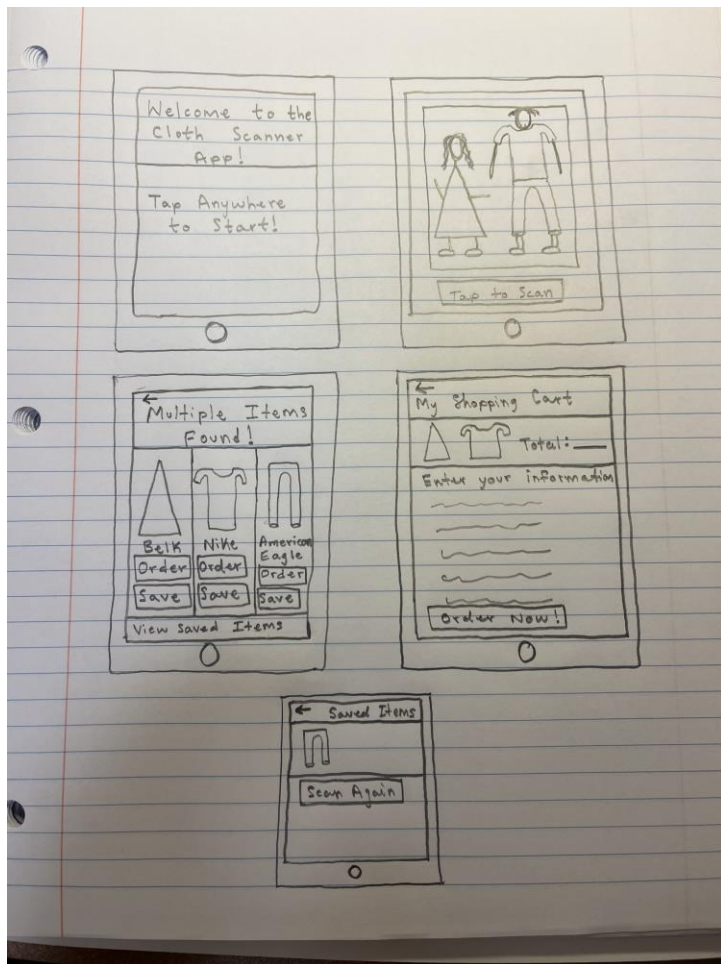 Welcome to the
Cloth Scanner
App!
Tap Anywhere
to Start!
Tap to Scan
Multiple Items
Found!
Belk
Order
Save
Nike
Order
Save
American
Eagle
Order
Save
View Saved Items
My Shopping Cart
Total:
Enter your information
Order Now!
Saved Items
Scan Again